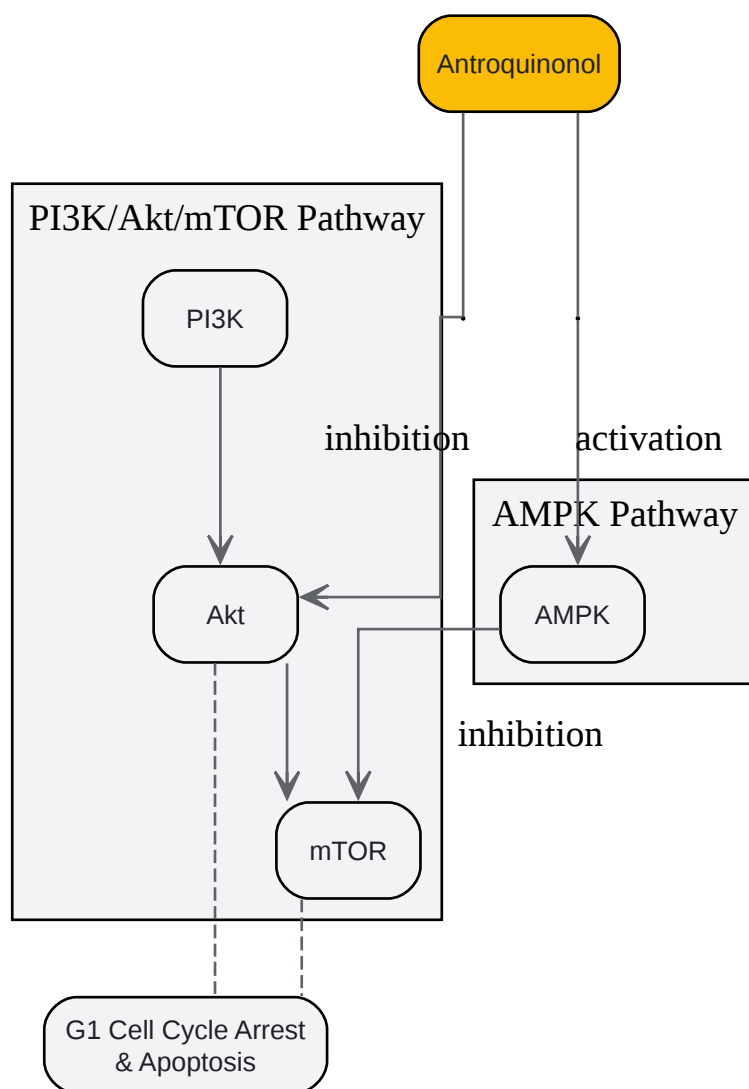 Antroquinonol
PI3K/Akt/mTOR Pathway
PI3K
inhibition
activation
AMPK Pathway
Akt
AMPK
inhibition
mTOR
G1 Cell Cycle Arrest
& Apoptosis